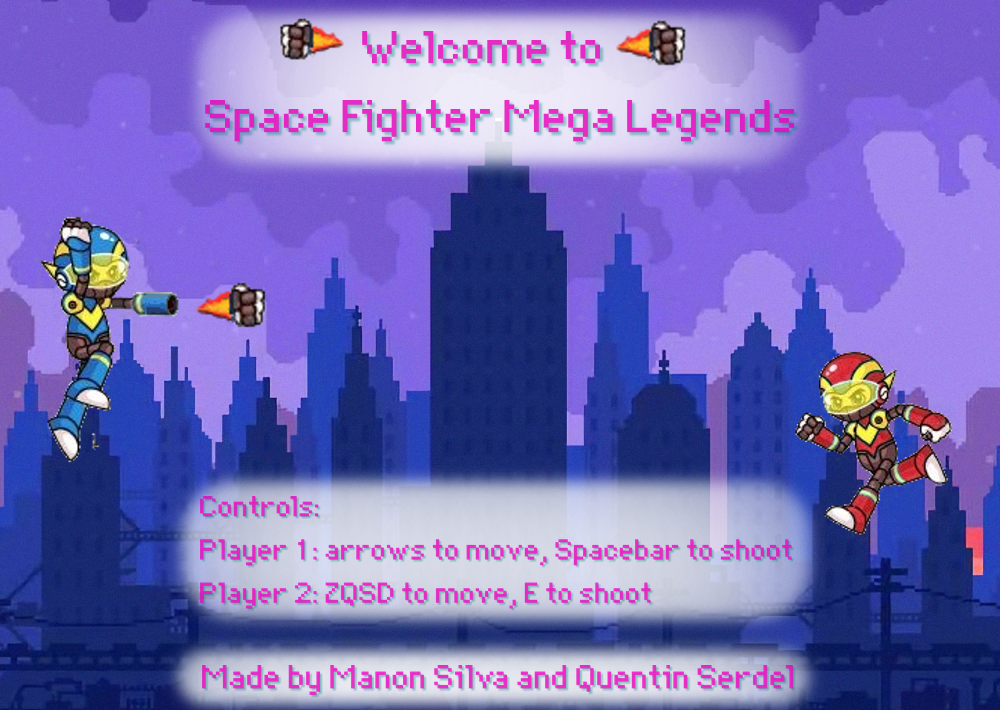 Welcome to
Space Fighter Mega Legends
Controls:
Player 1: arrows to move, Spacebar to shoot
Player 2: ZQSD to move, E to shoot
Made by Manon Silva and Quentin Serdel